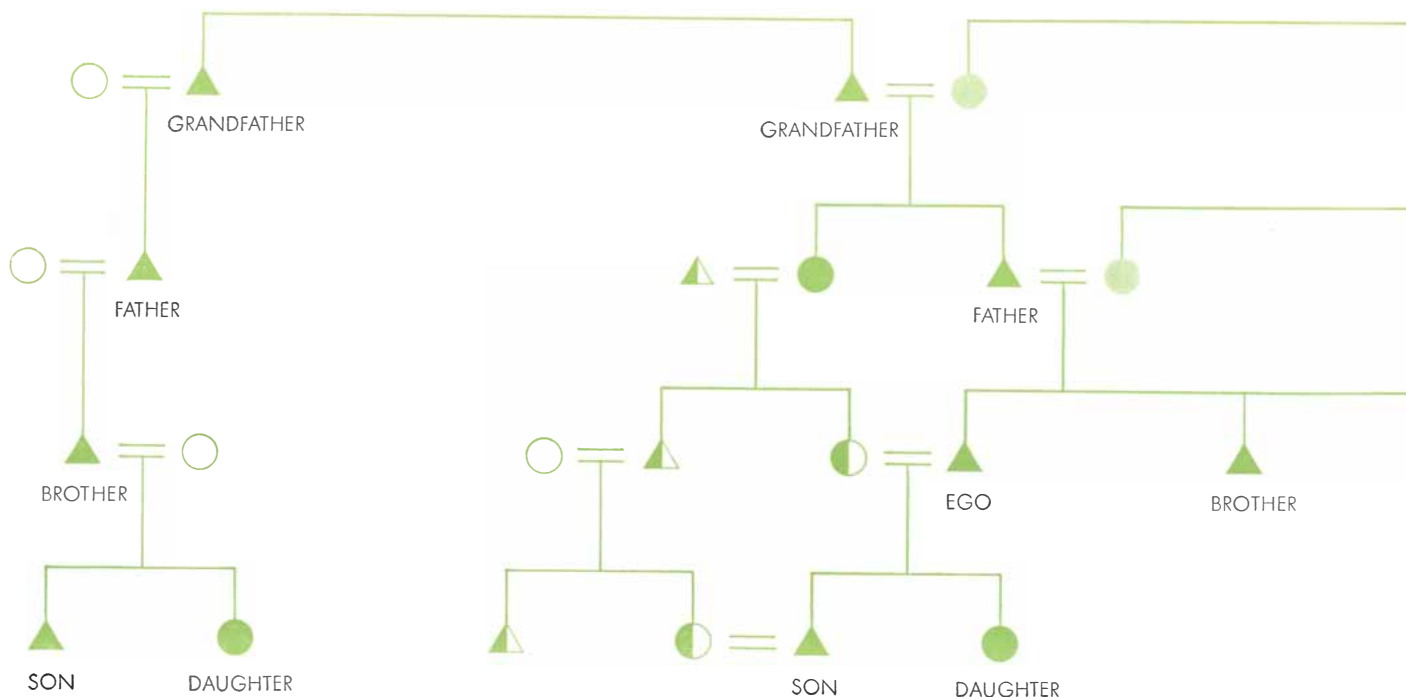 GRANDFATHER
GRANDFATHER
FATHER
FATHER
BROTHER
EGO
BROTHER
SON
DAUGHTER
SON
DAUGHTER